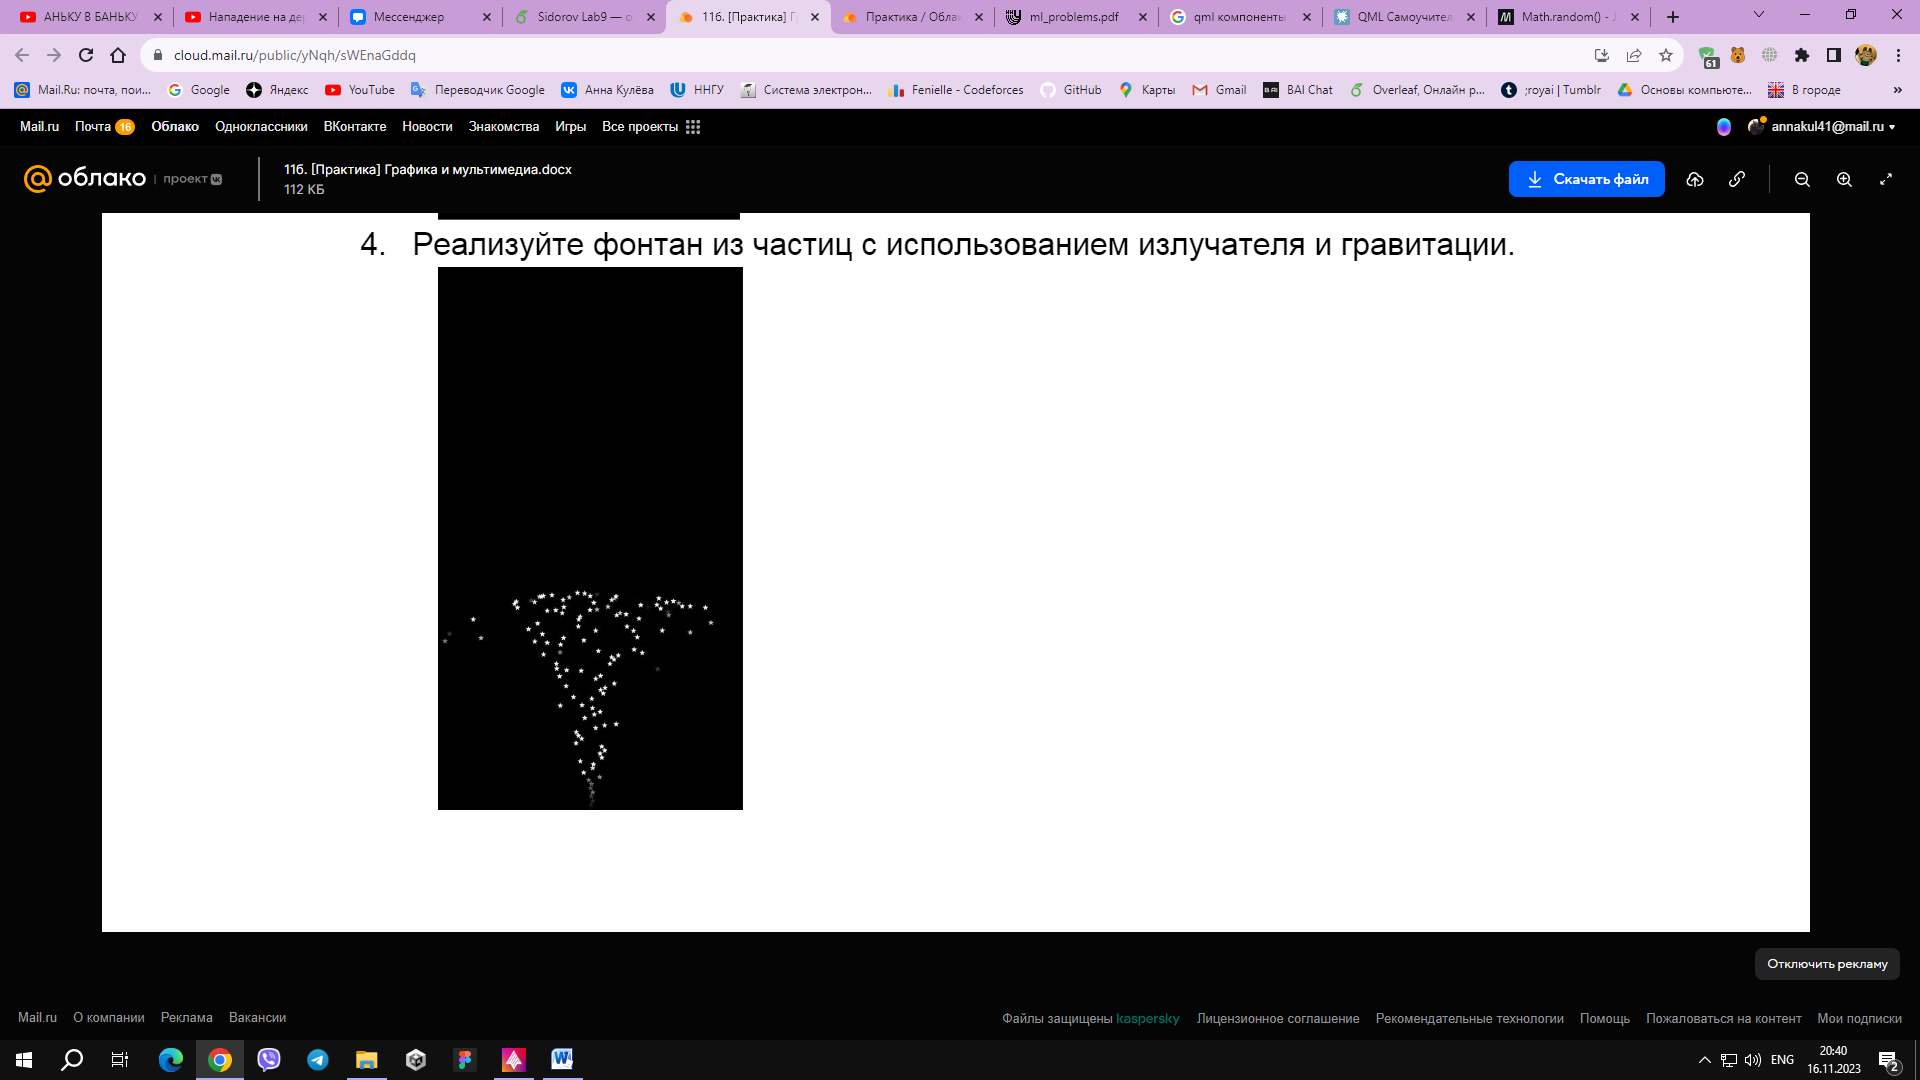 АНЬКУ В БАНЬКУ
Нападение на де
Мессенджер
Sidorov Lab9 — o
11б. [Практика] Г
Практика / Обла
ml_problems.pdf
qml компоненты
QML Самоучител
Math.random() -
cloud.mail.ru/public/yNqh/sWEnaGddq
61
Mail.Ru: почта, пои...
Google
Яндекс
YouTube
Переводчик Google
Анна Кулёва
ННГУ
Система электрон...
Fenielle - Codeforces
GitHub
Карты
Gmail
BAI Chat
Overleaf, Онлайн р...
;royai | Tumblr
Основы компьюте...
В городе
»
Mail.ru
Почта 16
Облако
Одноклассники
ВКонтакте
Новости
Знакомства
Игры
Все проекты
annakul41@mail.ru
облако
проект
11б. [Практика] Графика и мультимедиа.docx
112 КБ
Скачать файл
4. Реализуйте фонтан из частиц с использованием излучателя и гравитации.
Отключить рекламу
Mail.ru
О компании
Реклама
Вакансии
Файлы защищены kaspersky
Лицензионное соглашение
Рекомендательные технологии
Помощь
Пожаловаться на контент
Мои подписки
ENG
20:40
16.11.2023
2